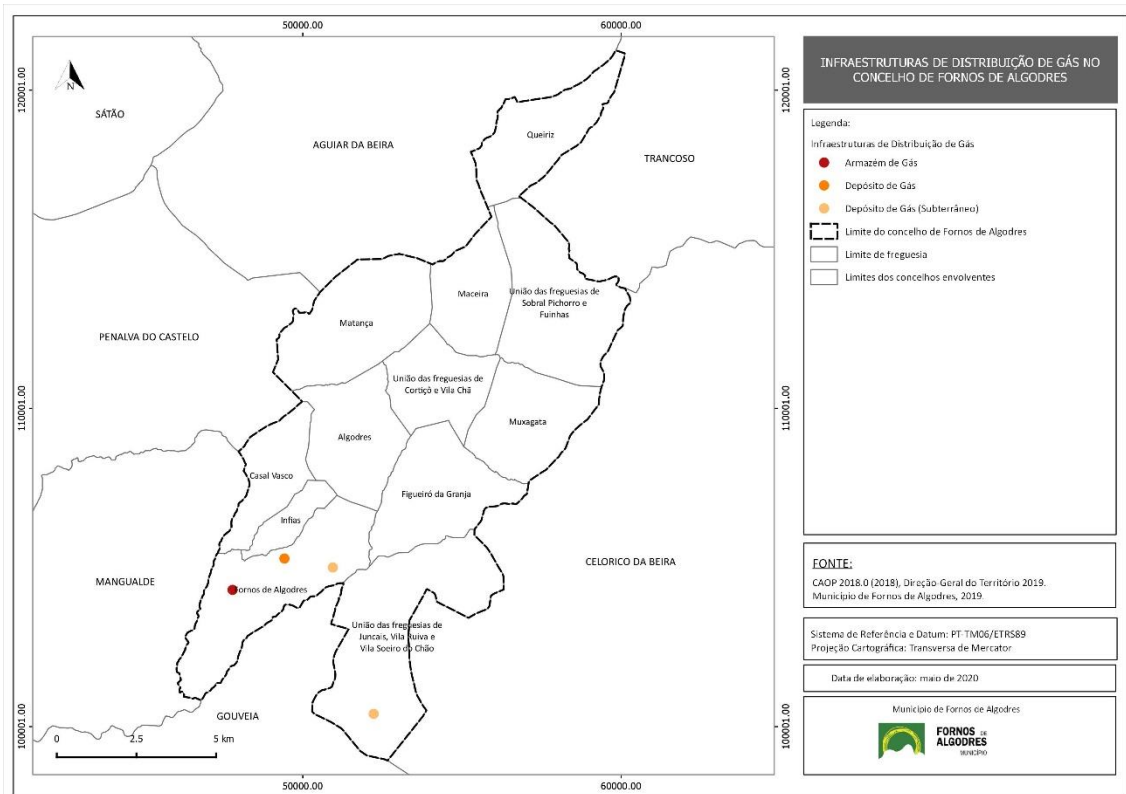 50000.00
60000.00
120001.00
120001.00
N
SÁTÃO
AGUIAR DA BEIRA
Queiriz
TRANCOSO
Maceira
União das freguesias de
Sobral Pichorro e
Fuinhas
Matança
PENALVA DO CASTELO
União das freguesias de
Cortiçô e Vila Chã
110001.00
110001.00
Muxagata
Algodres
Casal Vasco
Figueiró da Granja
Infias
MANGUALDE
Fornos de Algodres
CELORICO DA BEIRA
União das freguesias de
Juncais, Vila Ruiva e
Vila Soeiro do Chão
GOUVEIA
100001.00
100001.00
0 2.5 5 km
50000.00
60000.00
INFRAESTRUTURAS DE DISTRIBUIÇÃO DE GÁS NO
CONCELHO DE FORNOS DE ALGODRES
Legenda:
Infraestruturas de Distribuição de Gás
Armazém de Gás
Depósito de Gás
Depósito de Gás (Subterrâneo)
Limite do concelho de Fornos de Algodres
Limite de freguesia
Limites dos concelhos envolventes
FONTE:
CAOP 2018.0 (2018), Direção-Geral do Território 2019.
Município de Fornos de Algodres, 2019.
Sistema de Referência e Datum: PT-TM06/ETRS89
Projeção Cartográfica: Transversa de Mercator
Data de elaboração: maio de 2020
Município de Fornos de Algodres
FORNOS DE
ALGODRES
MUNICÍPIO